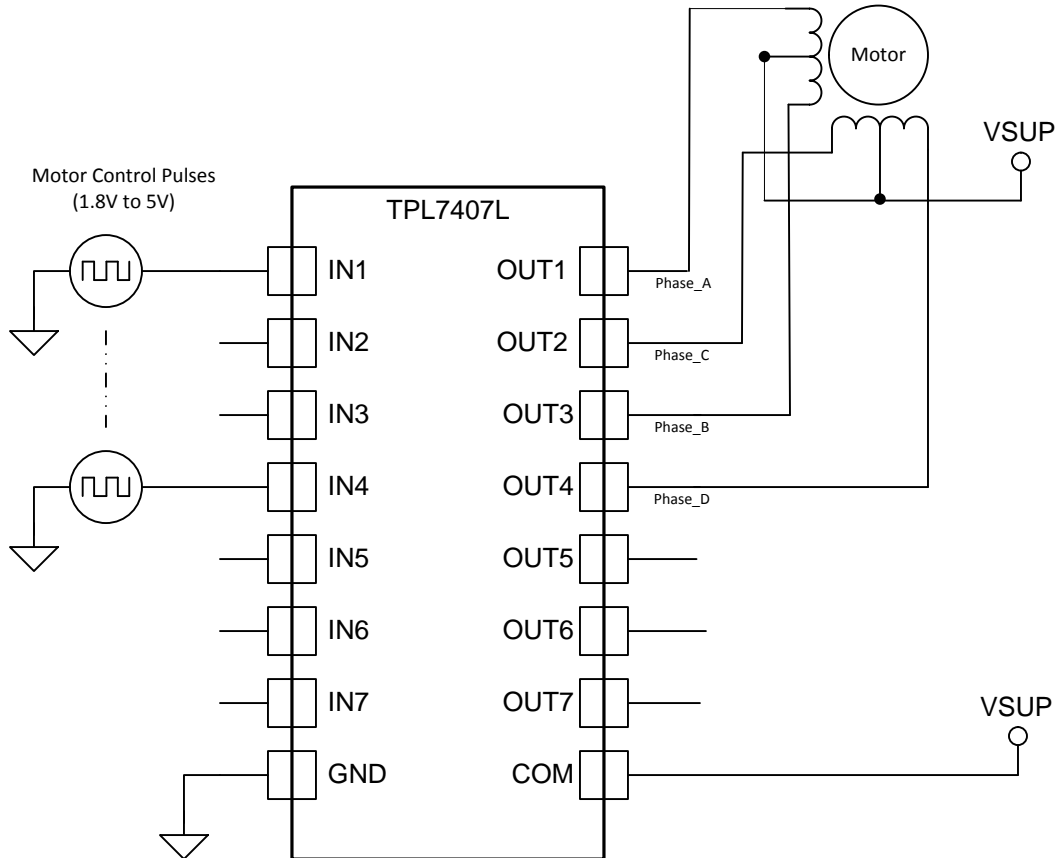 Motor
VSUP
Motor Control Pulses
(1.8V to 5V)
TPL7407L
IN1
OUT1
Phase_A
IN2
OUT2
Phase_C
IN3
OUT3
Phase_B
IN4
OUT4
Phase_D
IN5
OUT5
IN6
OUT6
IN7
OUT7
VSUP
GND
COM